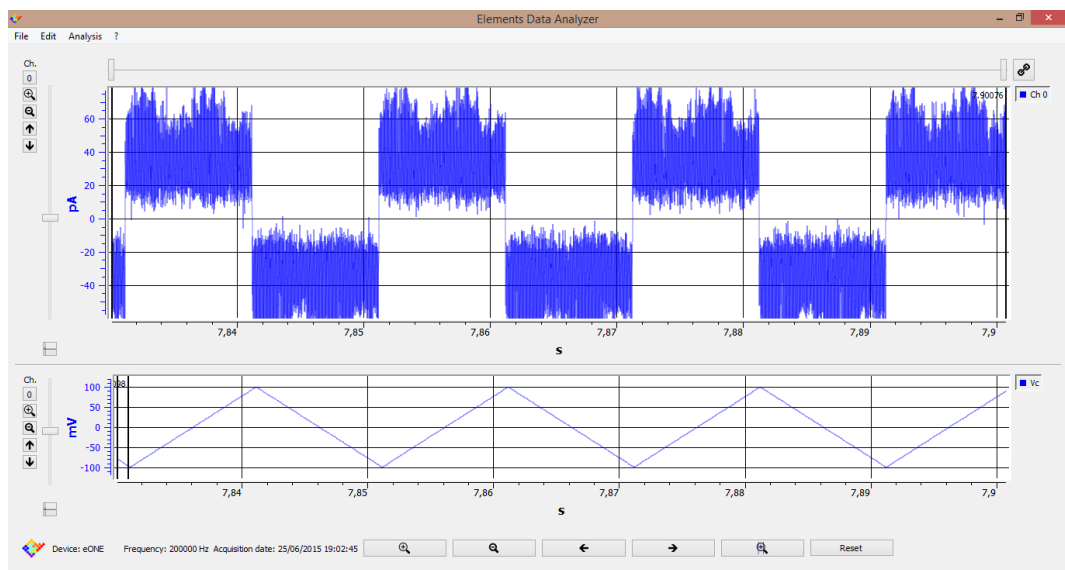 Elements Data Analyzer
File Edit Analysis ?
Ch.
0
7,90076
Ch 0
60
40
20
0
-20
-40
pA
7,84 7,85 7,86 7,87 7,88 7,89 7,9
s
Ch.
0
Vc
100
50
0
-50
-100
mV
7,84 7,85 7,86 7,87 7,88 7,89 7,9
s
Device: eONE Frequency: 200000 Hz Acquisition date: 25/06/2015 19:02:45 Reset